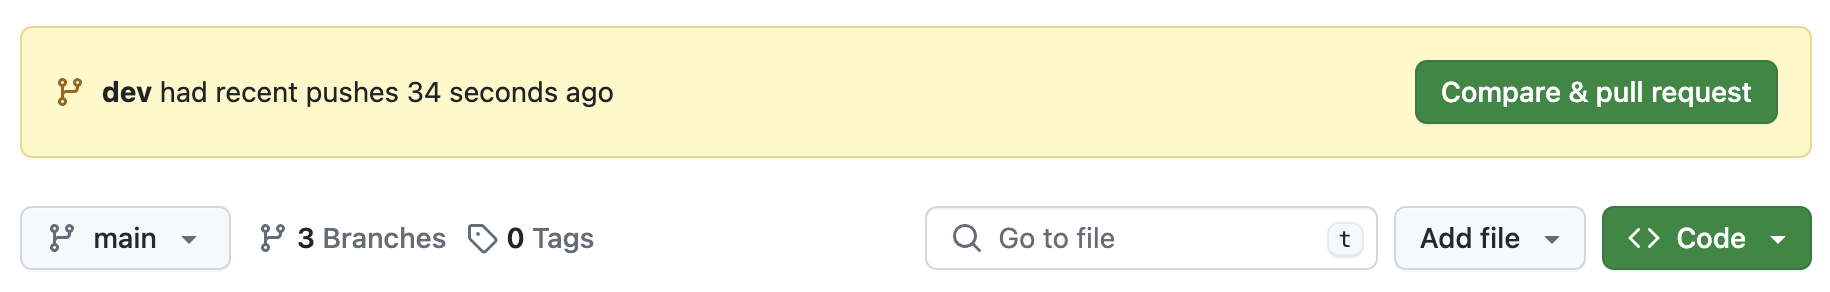 dev had recent pushes 34 seconds ago
Compare & pull request
main
3 Branches
0 Tags
Go to file
t
Add file
Code